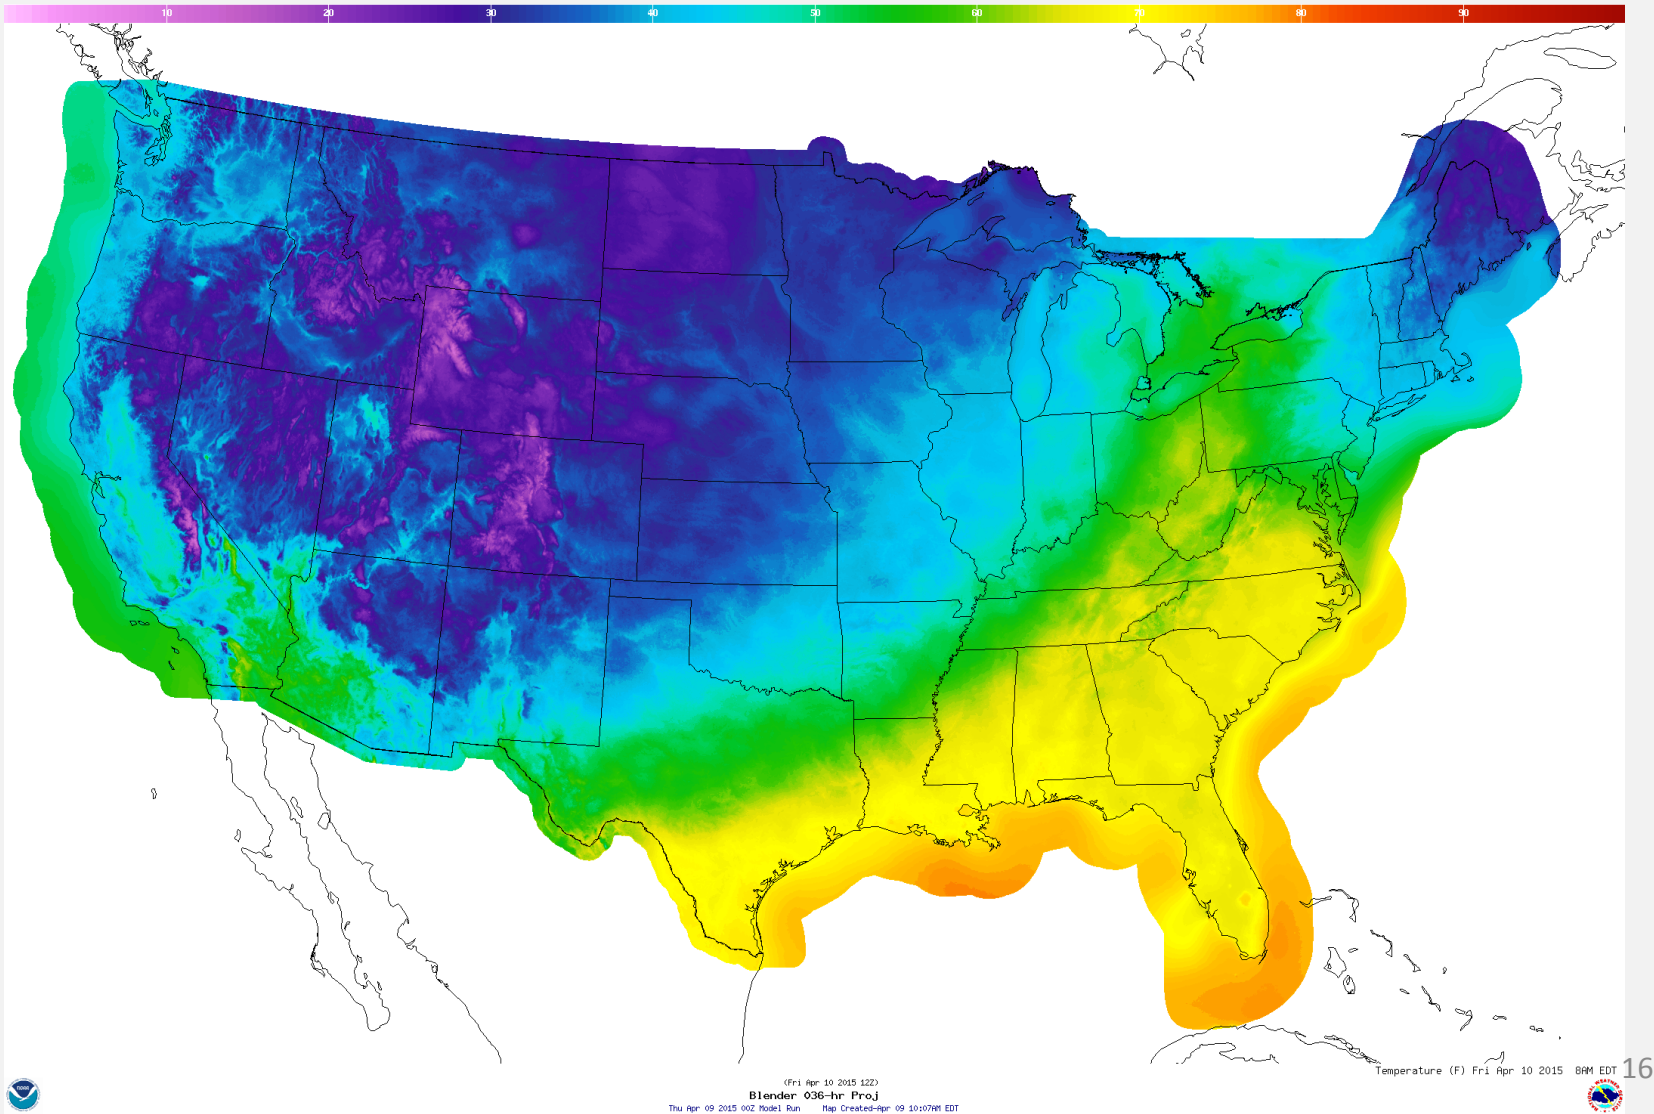 10 20 30 40 50 60 70 80 90
Temperature (F) Fri Apr 10 2015 8AM EDT
16
(Fri Apr 10 2015 12Z)
Blender 036-hr Proj
Thu Apr 09 2015 00Z Model Run Map Created-Apr 09 10:07AM EDT
NOAA